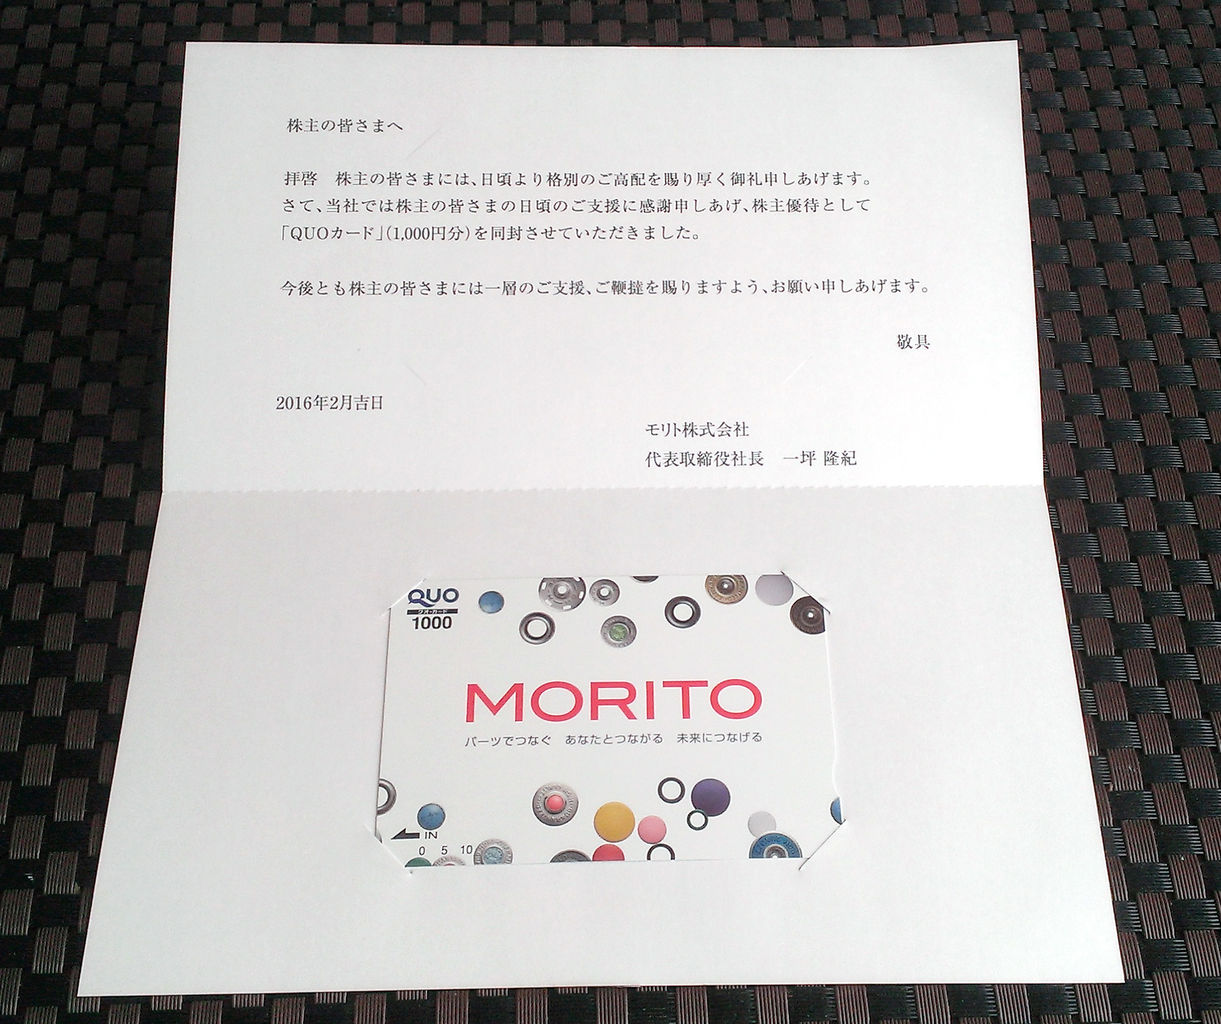 株主の皆さまへ
拝啓　株主の皆さまには、日頃より格別のご高配を賜り厚く御礼申しあげます。
さて、当社では株主の皆さまの日頃のご支援に感謝申しあげ、株主優待として
「QUOカード」（1,000円分）を同封させていただきました。
今後とも株主の皆さまには一層のご支援、ご鞭撻を賜りますよう、お願い申しあげます。
敬具
2016年2月吉日
モリト株式会社
代表取締役社長　一坪 隆紀
QUO
クオ・カード
1000
MORITO
パーツでつなぐ　あなたとつながる　未来につなげる
IN
0 5 10